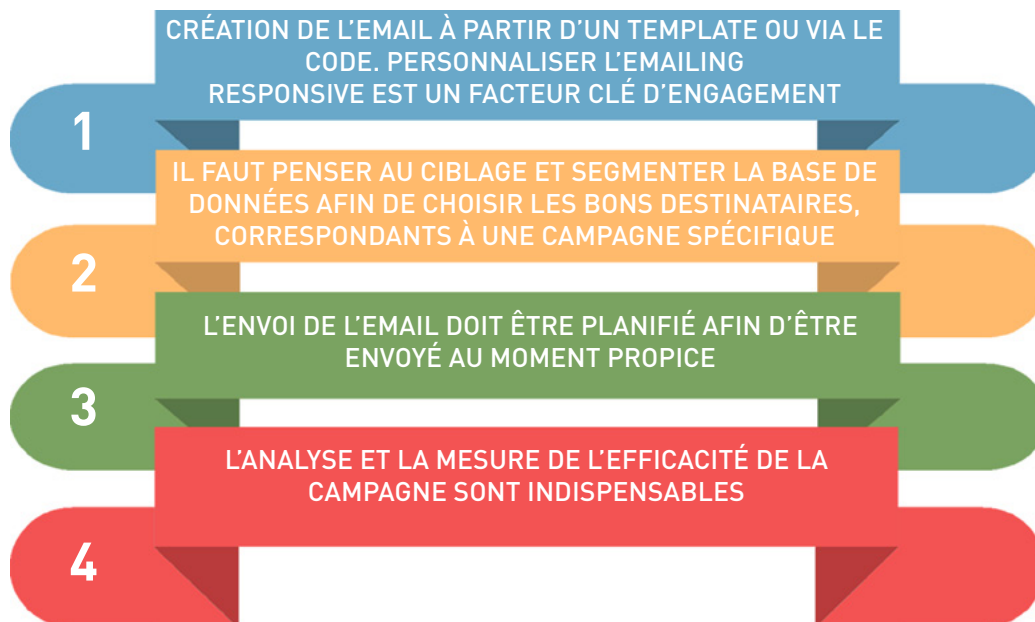 CRÉATION DE L'EMAIL À PARTIR D'UN TEMPLATE OU VIA LE
CODE. PERSONNALISER L'EMAILING
RESPONSIVE EST UN FACTEUR CLÉ D'ENGAGEMENT
1
IL FAUT PENSER AU CIBLAGE ET SEGMENTER LA BASE DE
DONNÉES AFIN DE CHOISIR LES BONS DESTINATAIRES,
CORRESPONDANTS À UNE CAMPAGNE SPÉCIFIQUE
2
L'ENVOI DE L'EMAIL DOIT ÊTRE PLANIFIÉ AFIN D'ÊTRE
ENVOYÉ AU MOMENT PROPICE
3
L'ANALYSE ET LA MESURE DE L'EFFICACITÉ DE LA
CAMPAGNE SONT INDISPENSABLES
4